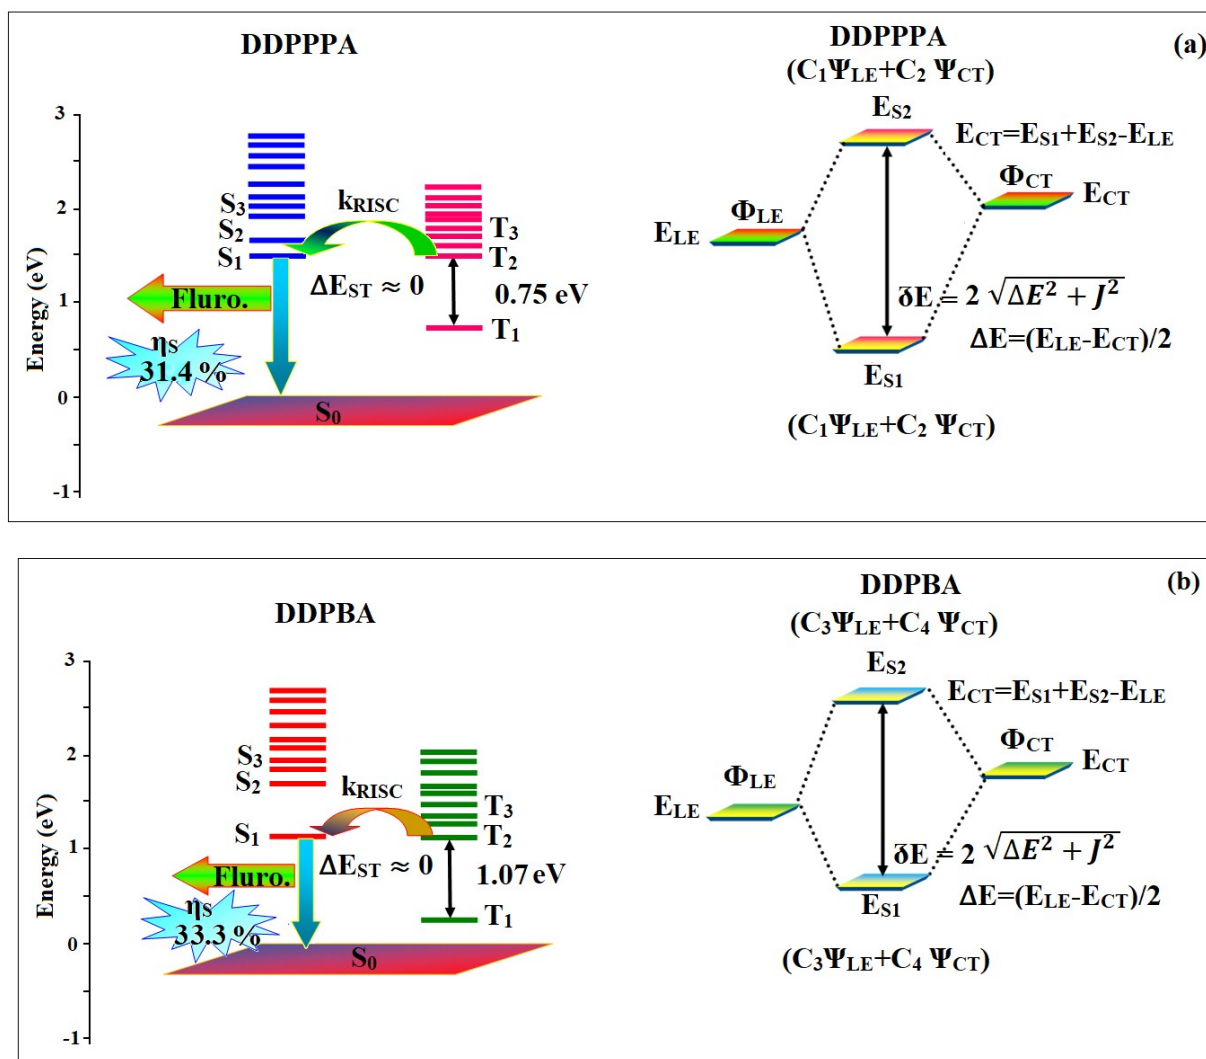 (a)
DDPPPA
3
2
1
0
-1
Energy (eV)
S3
S2
S1
kRISC
T3
T2
ΔEST ≈ 0
0.75 eV
T1
Fluro.
ηS
31.4 %
S0
DDPPPA
(C1ΨLE+C2 ΨCT)
ES2
ECT=ES1+ES2-ELE
ΦCT
ECT
ΦLE
ELE
δE = 2 √ΔE² + J²
ΔE=(ELE-ECT)/2
ES1
(C1ΨLE+C2 ΨCT)
(b)
DDPBA
3
2
1
0
-1
Energy (eV)
S3
S2
S1
kRISC
T3
T2
ΔEST ≈ 0
1.07 eV
T1
Fluro.
ηS
33.3 %
S0
DDPBA
(C3ΨLE+C4 ΨCT)
ES2
ECT=ES1+ES2-ELE
ΦCT
ECT
ΦLE
ELE
δE = 2 √ΔE² + J²
ΔE=(ELE-ECT)/2
ES1
(C3ΨLE+C4 ΨCT)